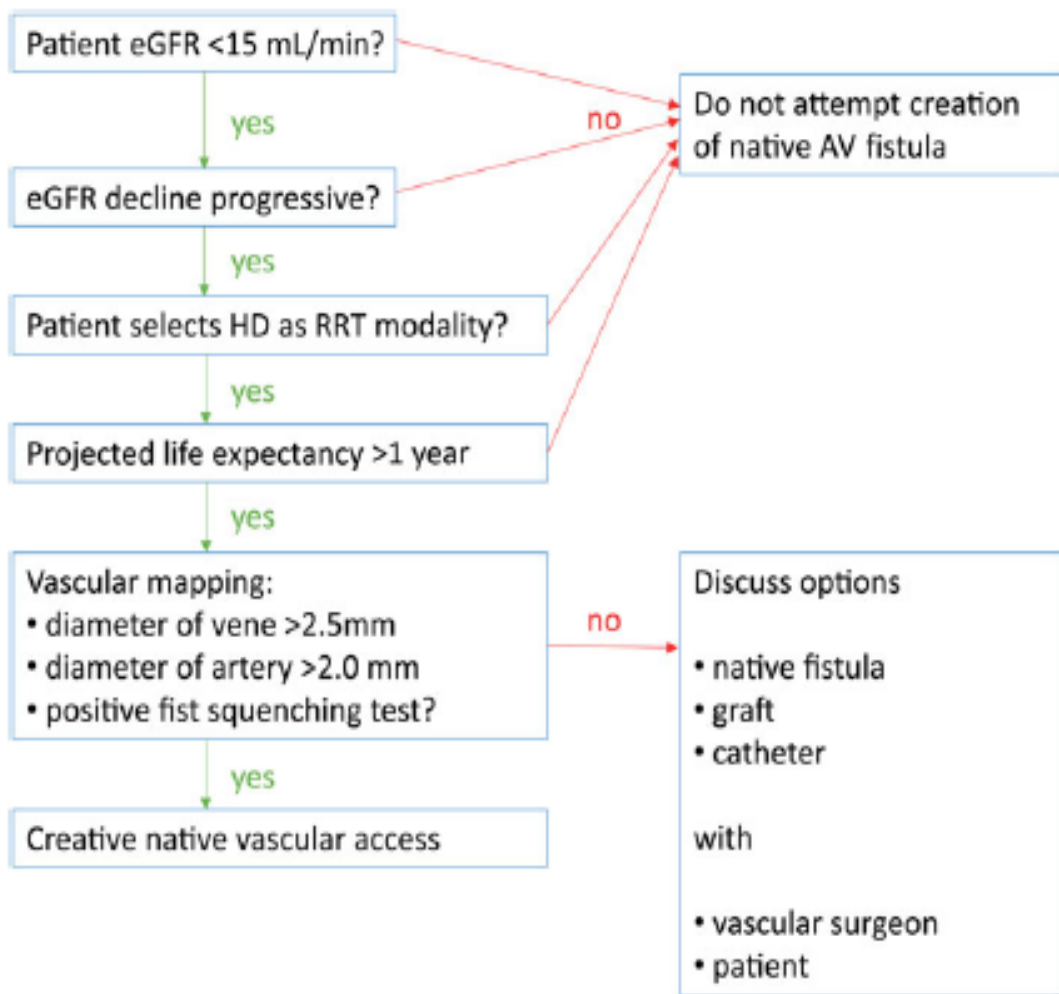 Patient eGFR <15 mL/min?
yes
no
Do not attempt creation
of native AV fistula
eGFR decline progressive?
yes
Patient selects HD as RRT modality?
yes
Projected life expectancy >1 year
yes
Vascular mapping:
• diameter of vene >2.5mm
• diameter of artery >2.0 mm
• positive fist squenching test?
no
Discuss options
• native fistula
• graft
• catheter
with
• vascular surgeon
• patient
yes
Creative native vascular access